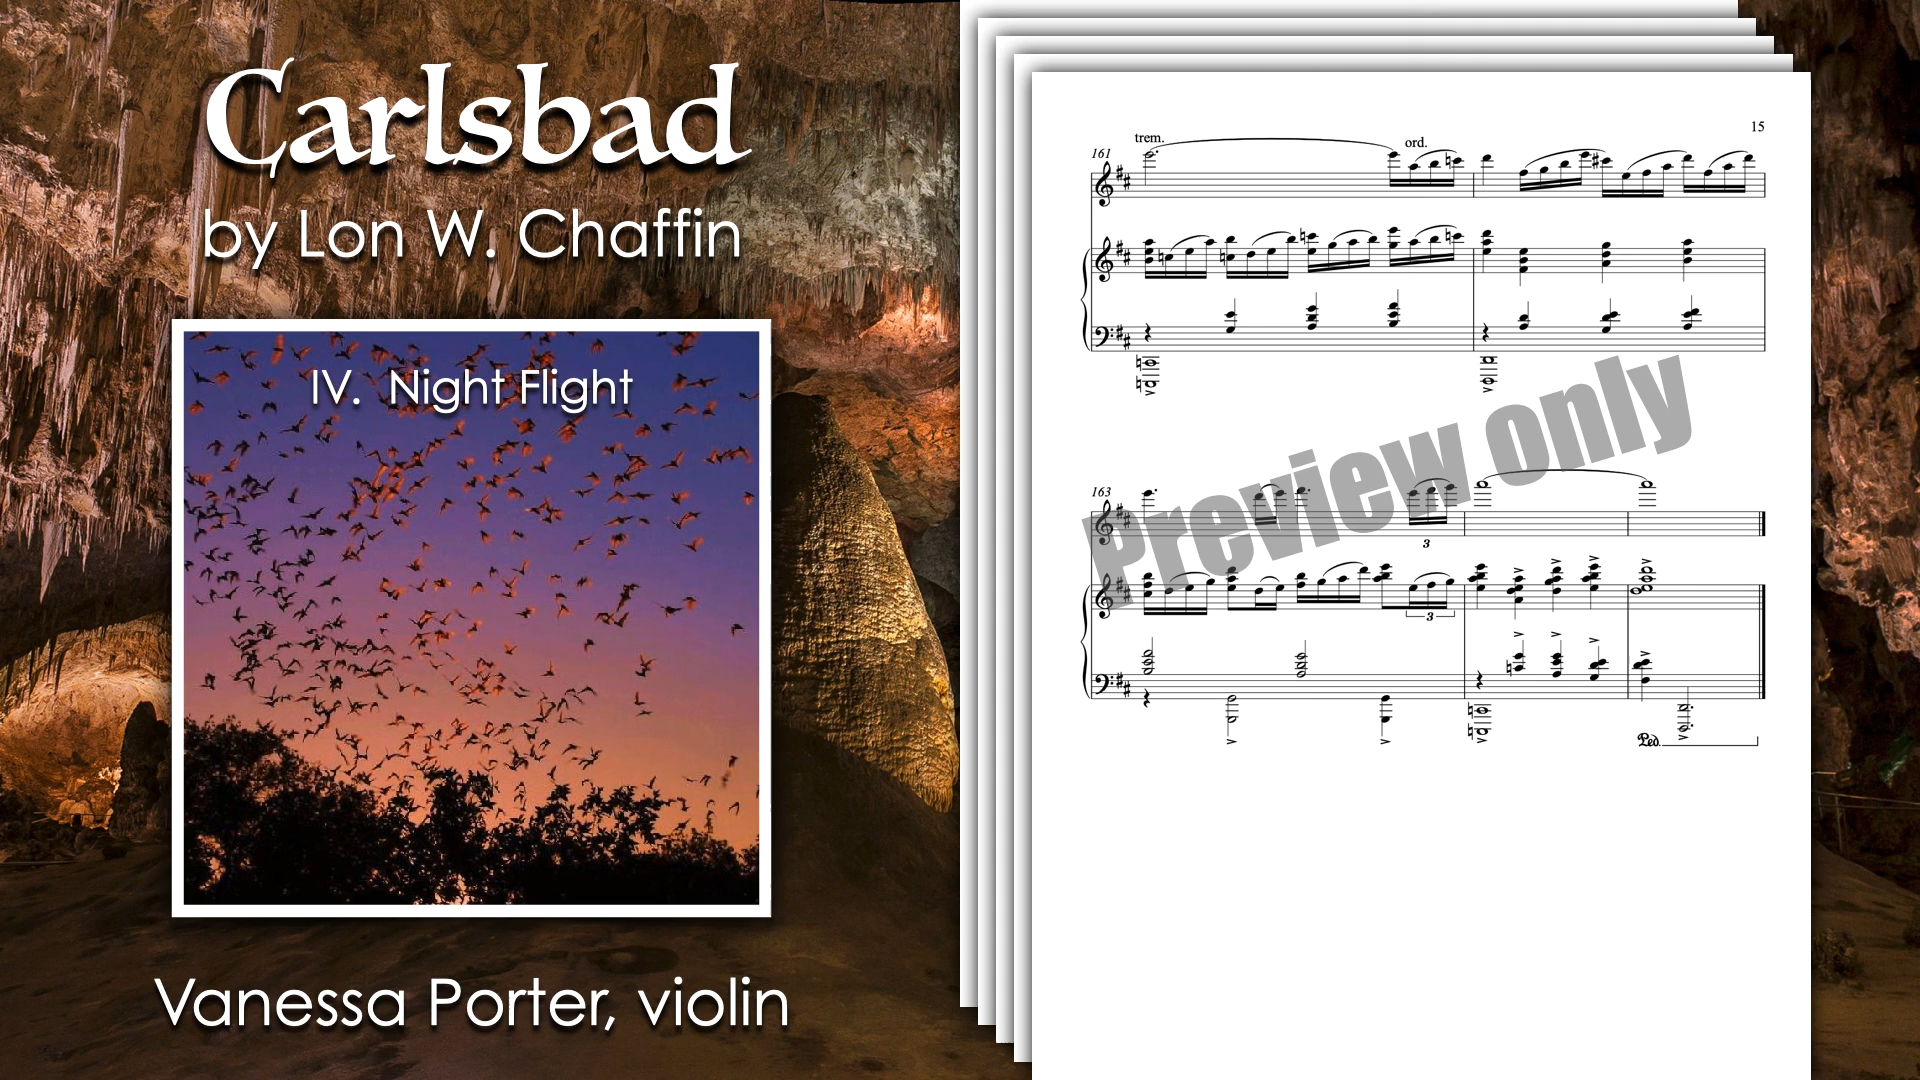 Carlsbad
by Lon W. Chaffin
IV. Night Flight
Vanessa Porter, violin
15
trem.
ord.
161
Preview only
163
3
3
Ped.